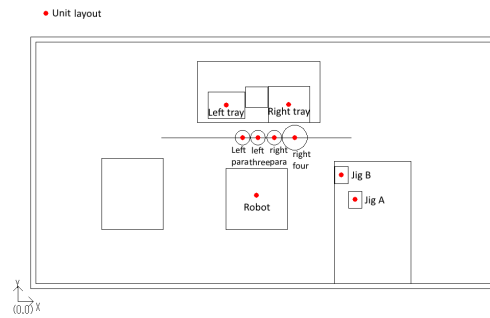 Unit layout
Left tray
Right tray
Left left right right
para three para four
Jig B
Jig A
Robot
Y
(0.0) X